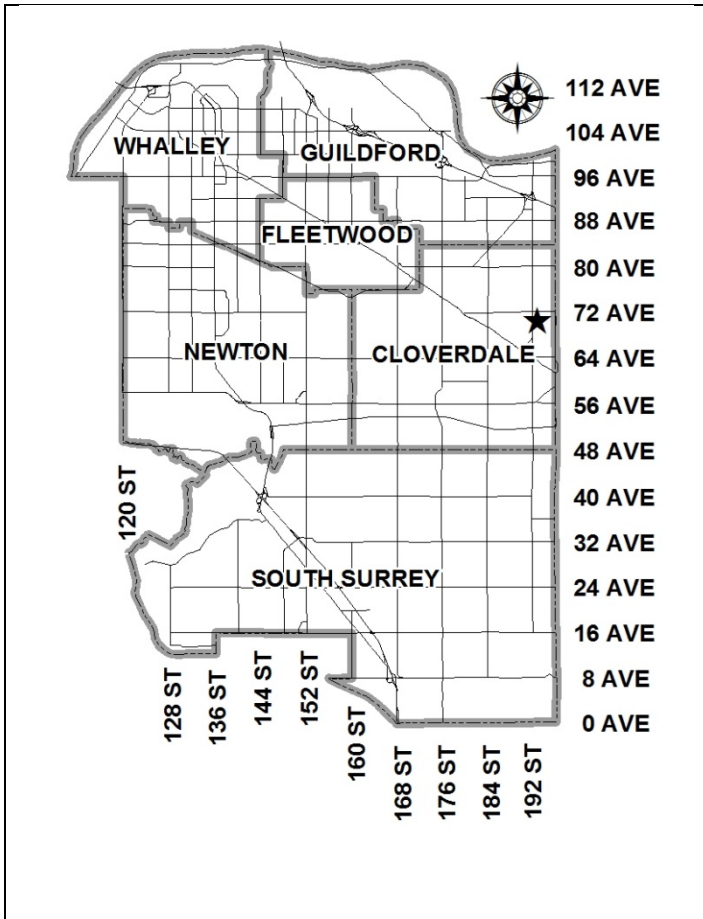 112 AVE
104 AVE
WHALLEY
GUILDFORD
96 AVE
88 AVE
FLEETWOOD
80 AVE
72 AVE
NEWTON
CLOVERDALE
64 AVE
56 AVE
48 AVE
120 ST
40 AVE
32 AVE
SOUTH SURREY
24 AVE
16 AVE
8 AVE
0 AVE
128 ST
136 ST
144 ST
152 ST
160 ST
168 ST
176 ST
184 ST
192 ST